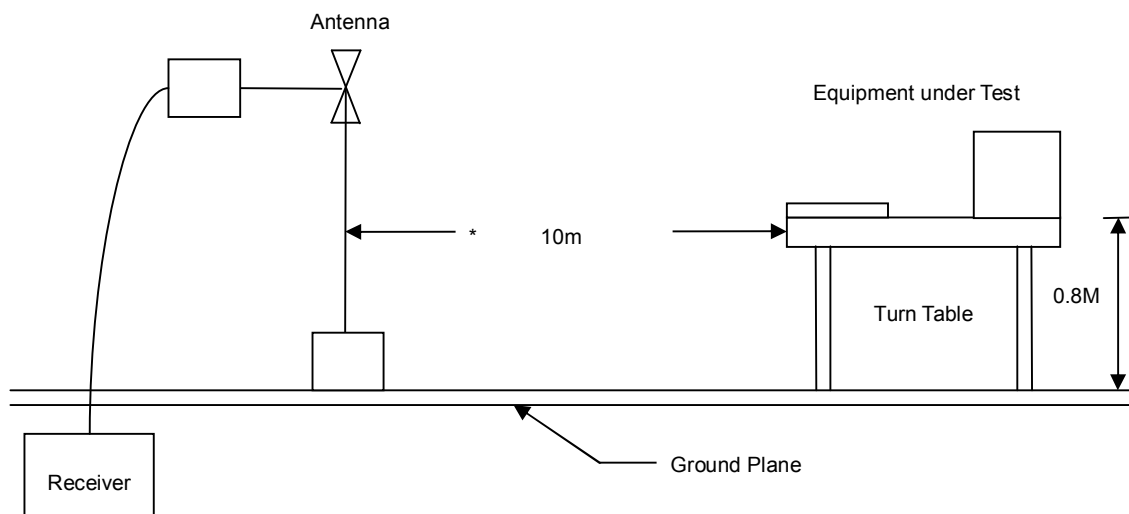 Antenna
Equipment under Test
* 10m
0.8M
Turn Table
Ground Plane
Receiver